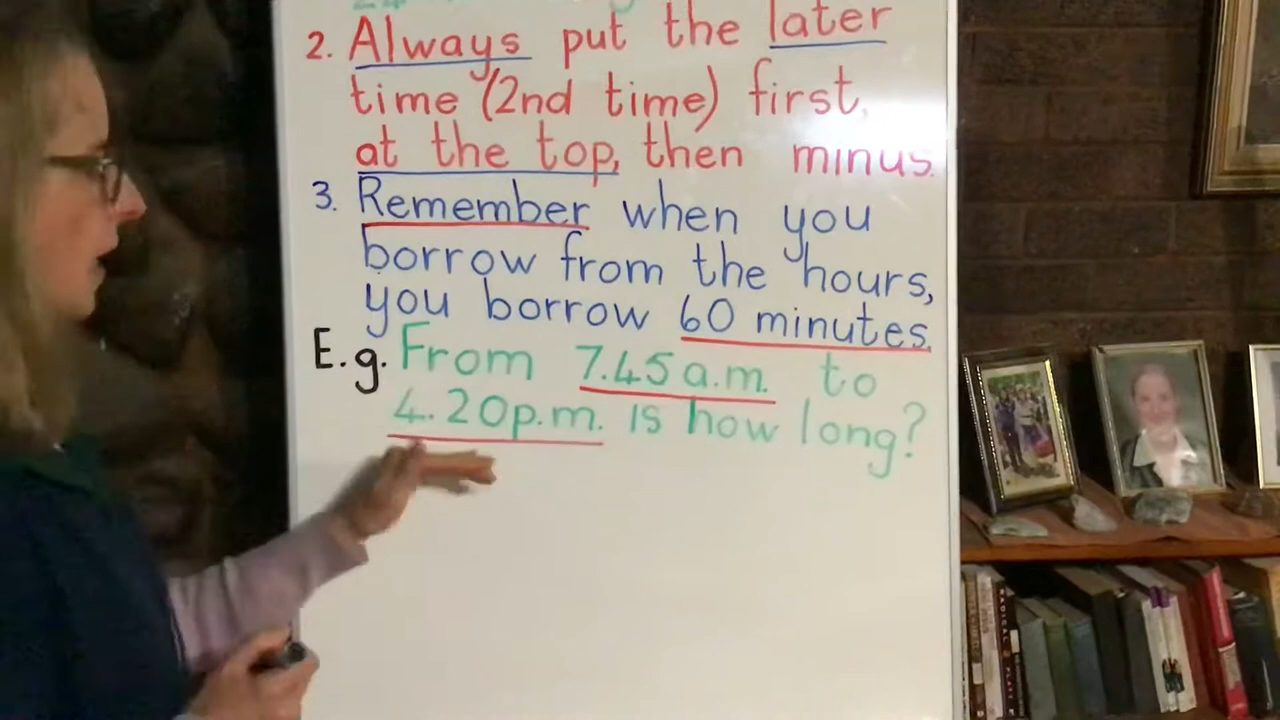 2. Always put the later
time (2nd time) first,
at the top, then minus.
3. Remember when you
borrow from the hours,
you borrow 60 minutes.
E.g. From 7.45a.m. to
4.20p.m. is how long?